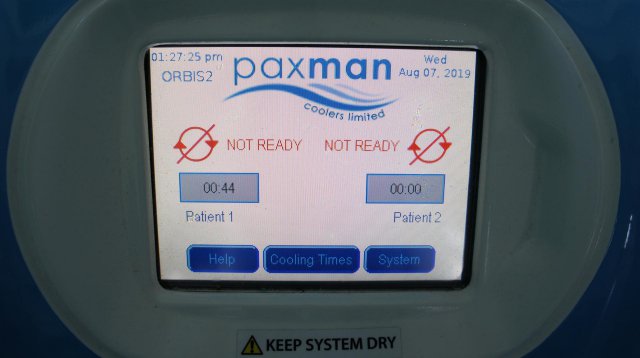 01:27:25 pm
ORBIS2
paxman
coolers limited
Wed
Aug 07, 2019
NOT READY
NOT READY
00:44
00:00
Patient 1
Patient 2
Help
Cooling Times
System
KEEP SYSTEM DRY